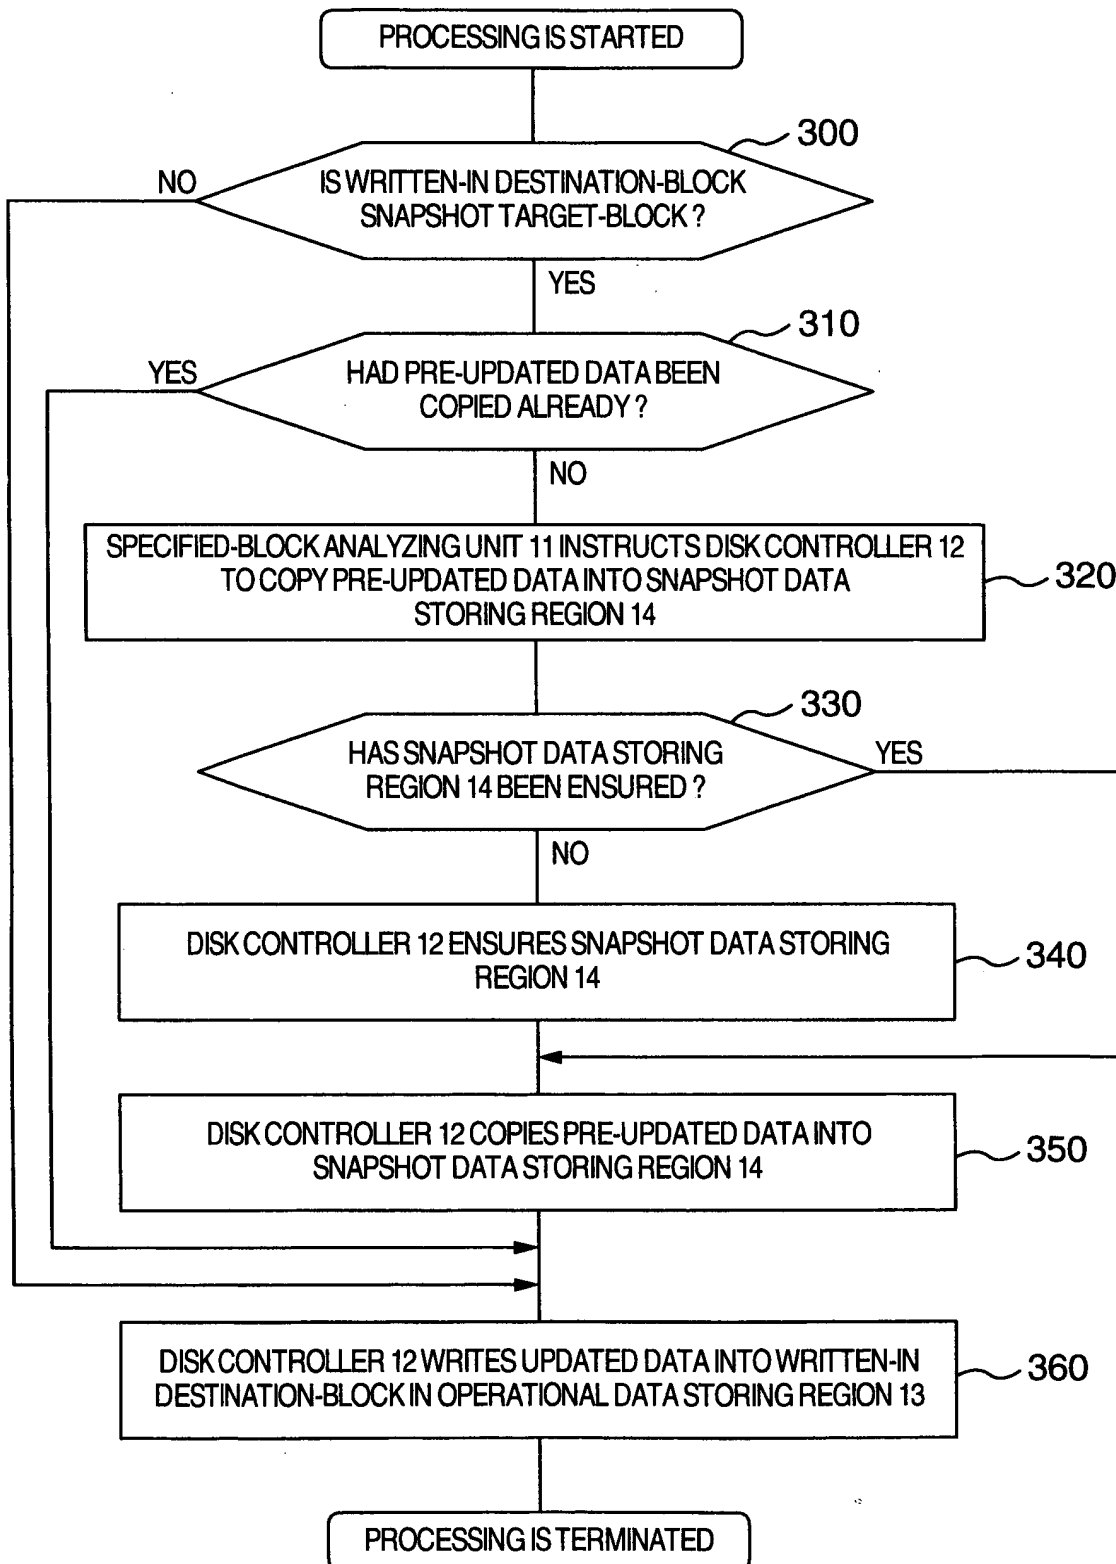 PROCESSING IS STARTED
300
NO
IS WRITTEN-IN DESTINATION-BLOCK
SNAPSHOT TARGET-BLOCK ?
YES
310
YES
HAD PRE-UPDATED DATA BEEN
COPIED ALREADY ?
NO
SPECIFIED-BLOCK ANALYZING UNIT 11 INSTRUCTS DISK CONTROLLER 12
TO COPY PRE-UPDATED DATA INTO SNAPSHOT DATA
STORING REGION 14
320
330
HAS SNAPSHOT DATA STORING
REGION 14 BEEN ENSURED ?
YES
NO
DISK CONTROLLER 12 ENSURES SNAPSHOT DATA STORING
REGION 14
340
DISK CONTROLLER 12 COPIES PRE-UPDATED DATA INTO
SNAPSHOT DATA STORING REGION 14
350
DISK CONTROLLER 12 WRITES UPDATED DATA INTO WRITTEN-IN
DESTINATION-BLOCK IN OPERATIONAL DATA STORING REGION 13
360
PROCESSING IS TERMINATED